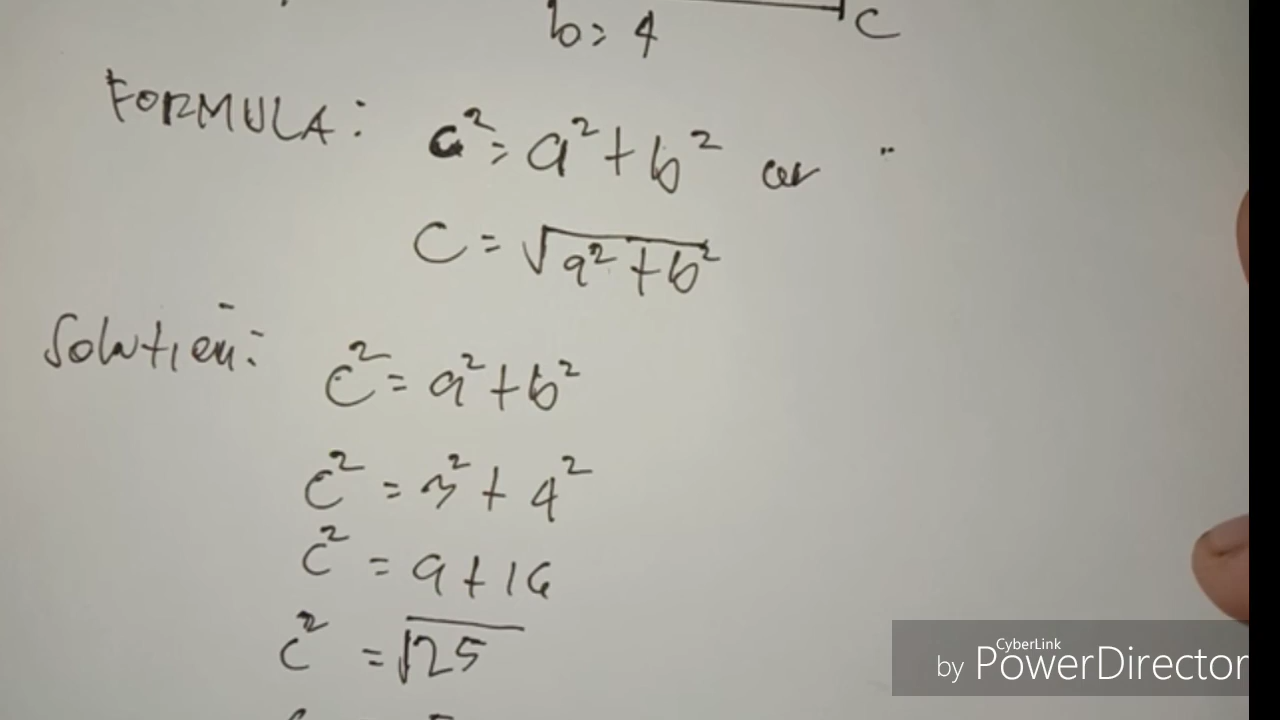 b = 4
C
FORMULA: c² = a² + b² or
C = √a² + b²
Solution:
c² = a² + b²
c² = 3² + 4²
c² = 9 + 16
c² = √25
CyberLink
by PowerDirector